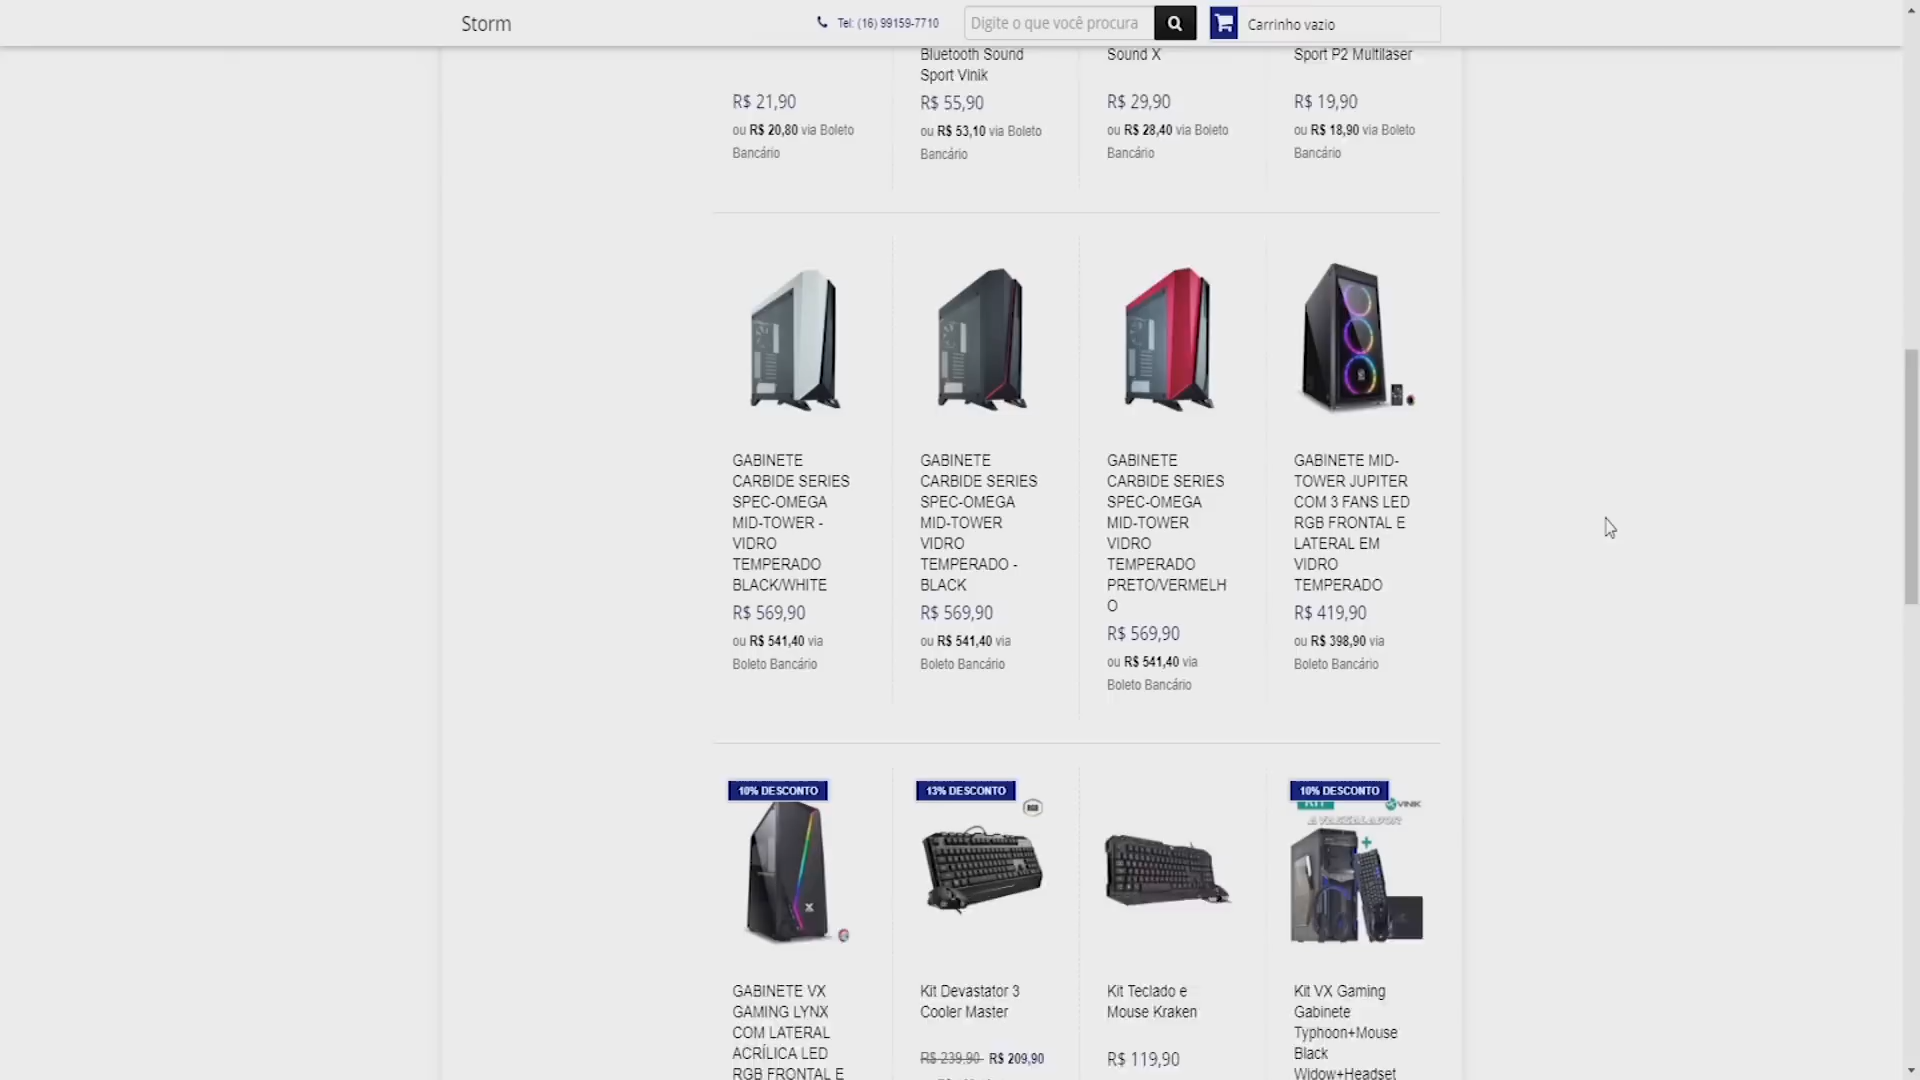 Storm
Tel: (16) 99159-7710
Digite o que você procura
Carrinho vazio
R$ 21,90
ou R$ 20,80 via Boleto
Bancário
Bluetooth Sound
Sport Vinik
R$ 55,90
ou R$ 53,10 via Boleto
Bancário
Sound X
R$ 29,90
ou R$ 28,40 via Boleto
Bancário
Sport P2 Multilaser
R$ 19,90
ou R$ 18,90 via Boleto
Bancário
GABINETE
CARBIDE SERIES
SPEC-OMEGA
MID-TOWER -
VIDRO
TEMPERADO
BLACK/WHITE
R$ 569,90
ou R$ 541,40 via
Boleto Bancário
GABINETE
CARBIDE SERIES
SPEC-OMEGA
MID-TOWER
VIDRO
TEMPERADO -
BLACK
R$ 569,90
ou R$ 541,40 via
Boleto Bancário
GABINETE
CARBIDE SERIES
SPEC-OMEGA
MID-TOWER
VIDRO
TEMPERADO
PRETO/VERMELH
O
R$ 569,90
ou R$ 541,40 via
Boleto Bancário
GABINETE MID-
TOWER JUPITER
COM 3 FANS LED
RGB FRONTAL E
LATERAL EM
VIDRO
TEMPERADO
R$ 419,90
ou R$ 398,90 via
Boleto Bancário
10% DESCONTO
GABINETE VX
GAMING LYNX
COM LATERAL
ACRÍLICA LED
RGB FRONTAL E
13% DESCONTO
RGB
Kit Devastator 3
Cooler Master
R$ 239,90 R$ 209,90
Kit Teclado e
Mouse Kraken
R$ 119,90
10% DESCONTO
KIT
VINIK
Kit VX Gaming
Gabinete
Typhoon+Mouse
Black
Widow+Headset